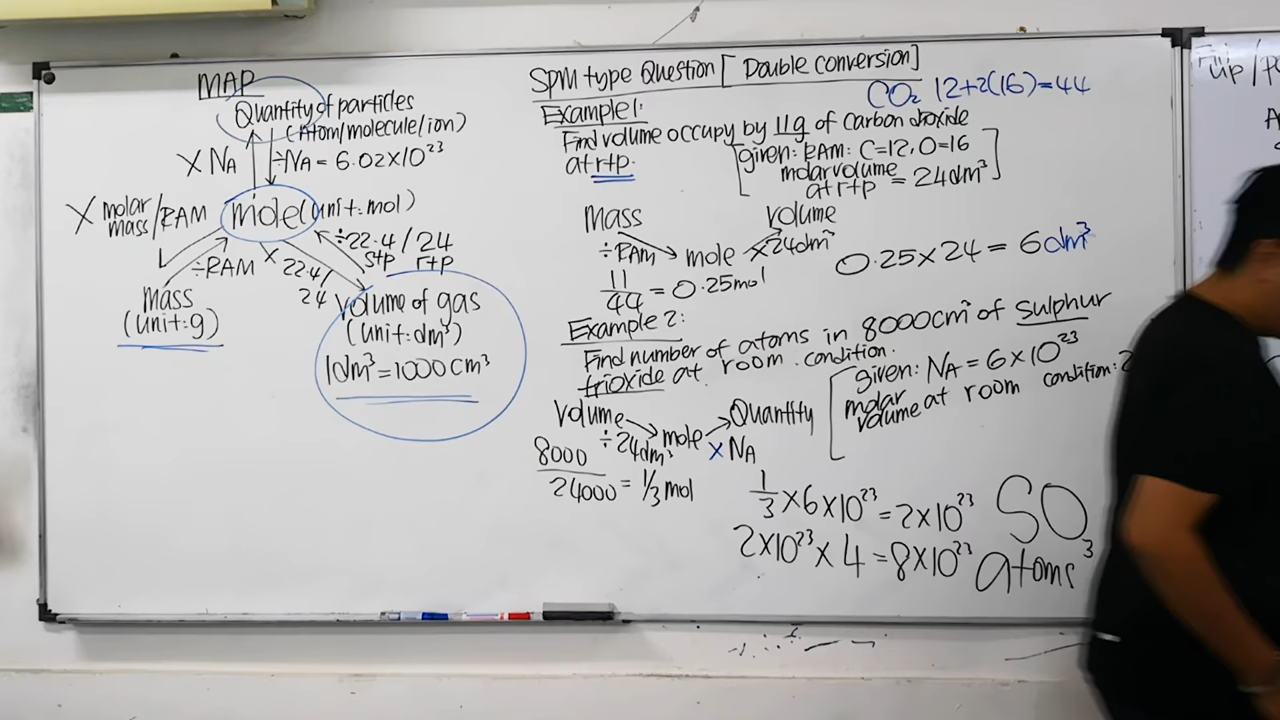 MAP
Quantity of particles
(Atom/molecule/ion)
× NA
÷NA = 6.02×10²³
mole (unit: mol)
× molar mass/RAM
÷RAM
÷22.4 / 24
stp rtp
× 22.4/
24
Mass
(unit: g)
Volume of gas
(unit: dm³)
1dm³ = 1000cm³
SPM type Question [Double conversion]
CO₂ 12+2(16)=44
Example 1:
Find volume occupy by 11g of Carbon dioxide
at r+p.
[given: RAM: C=12, O=16
molar volume
at r+p = 24dm³]
Mass volume
÷RAM mole ×24dm³
11/44 = 0.25mol
0.25×24 = 6dm³
Example 2:
Find number of atoms in 8000cm³ of sulphur
trioxide at room condition.
[given: NA = 6×10²³
molar
volume at room condition: 2
Volume Quantity
÷24dm³ mole × NA
8000/24000 = 1/3 mol
1/3 ×6×10²³ = 2×10²³ SO₃
2×10²³ × 4 = 8×10²³ atoms
up/
A